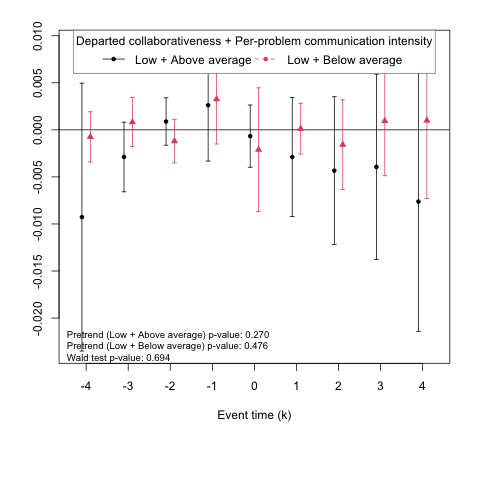 Departed collaborativeness + Per-problem communication intensity
Low + Above average
Low + Below average
0.010
0.005
0.000
-0.005
-0.010
-0.015
-0.020
Pretrend (Low + Above average) p-value: 0.270
Pretrend (Low + Below average) p-value: 0.476
Wald test p-value: 0.694
-4 -3 -2 -1 0 1 2 3 4
Event time (k)